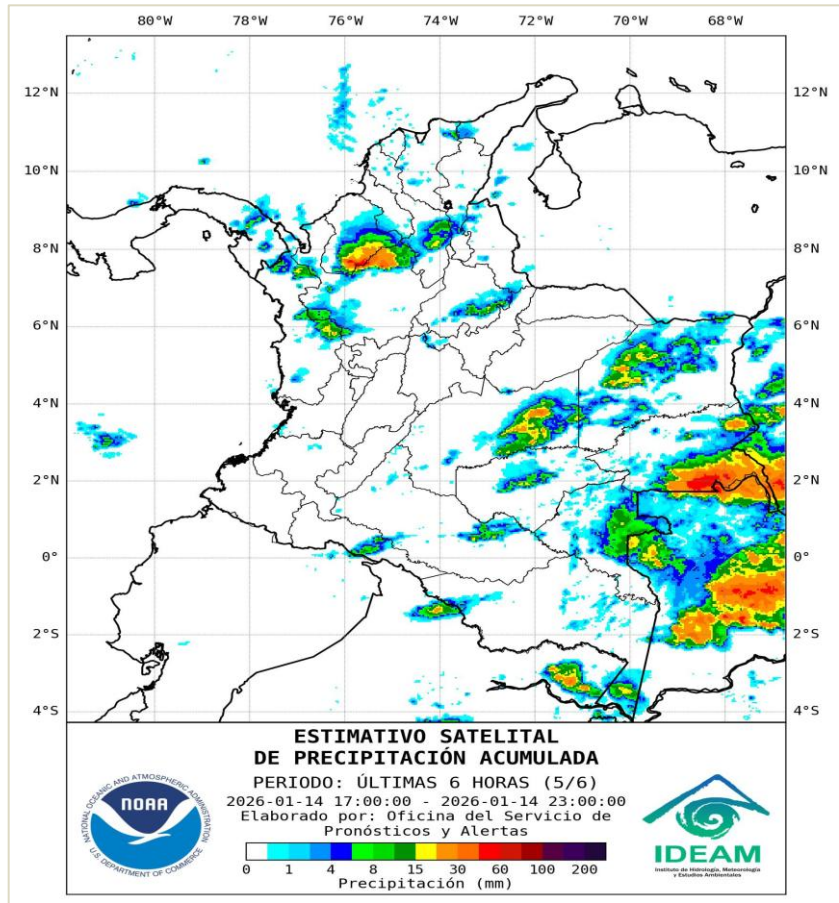 80°W 78°W 76°W 74°W 72°W 70°W 68°W
12°N 12°N
10°N 10°N
8°N 8°N
6°N 6°N
4°N 4°N
2°N 2°N
0° 0°
2°S 2°S
4°S 4°S
ESTIMATIVO SATELITAL
DE PRECIPITACIÓN ACUMULADA
PERIODO: ÚLTIMAS 6 HORAS (5/6)
2026-01-14 17:00:00 - 2026-01-14 23:00:00
Elaborado por: Oficina del Servicio de
Pronósticos y Alertas
0 1 4 8 15 30 60 100 200
Precipitación (mm)
NATIONAL OCEANIC AND ATMOSPHERIC ADMINISTRATION
NOAA
U.S. DEPARTMENT OF COMMERCE
IDEAM
Instituto de Hidrología, Meteorología
y Estudios Ambientales